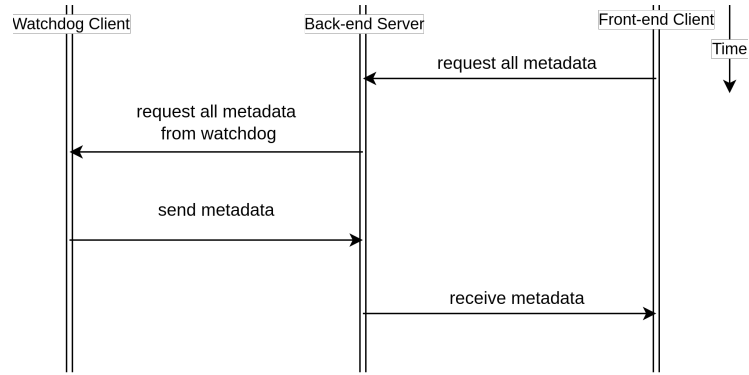 Watchdog Client
Back-end Server
Front-end Client
Time
request all metadata
request all metadata
from watchdog
send metadata
receive metadata